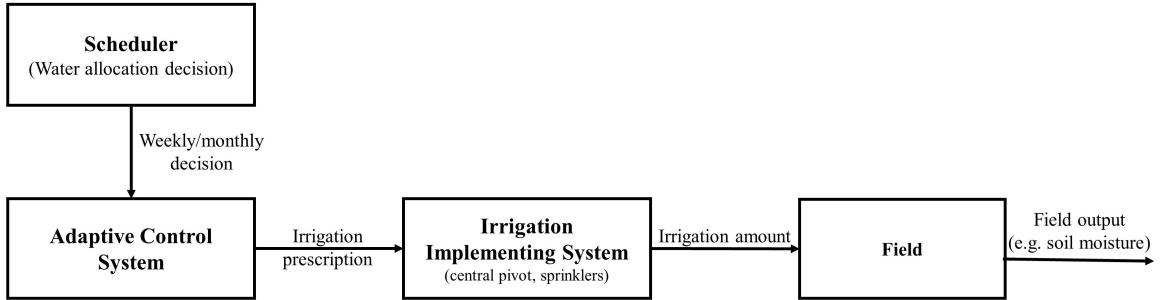 Scheduler
(Water allocation decision)
Weekly/monthly
decision
Adaptive Control
System
Irrigation
prescription
Irrigation
Implementing System
(central pivot, sprinklers)
Irrigation amount
Field
Field output
(e.g. soil moisture)